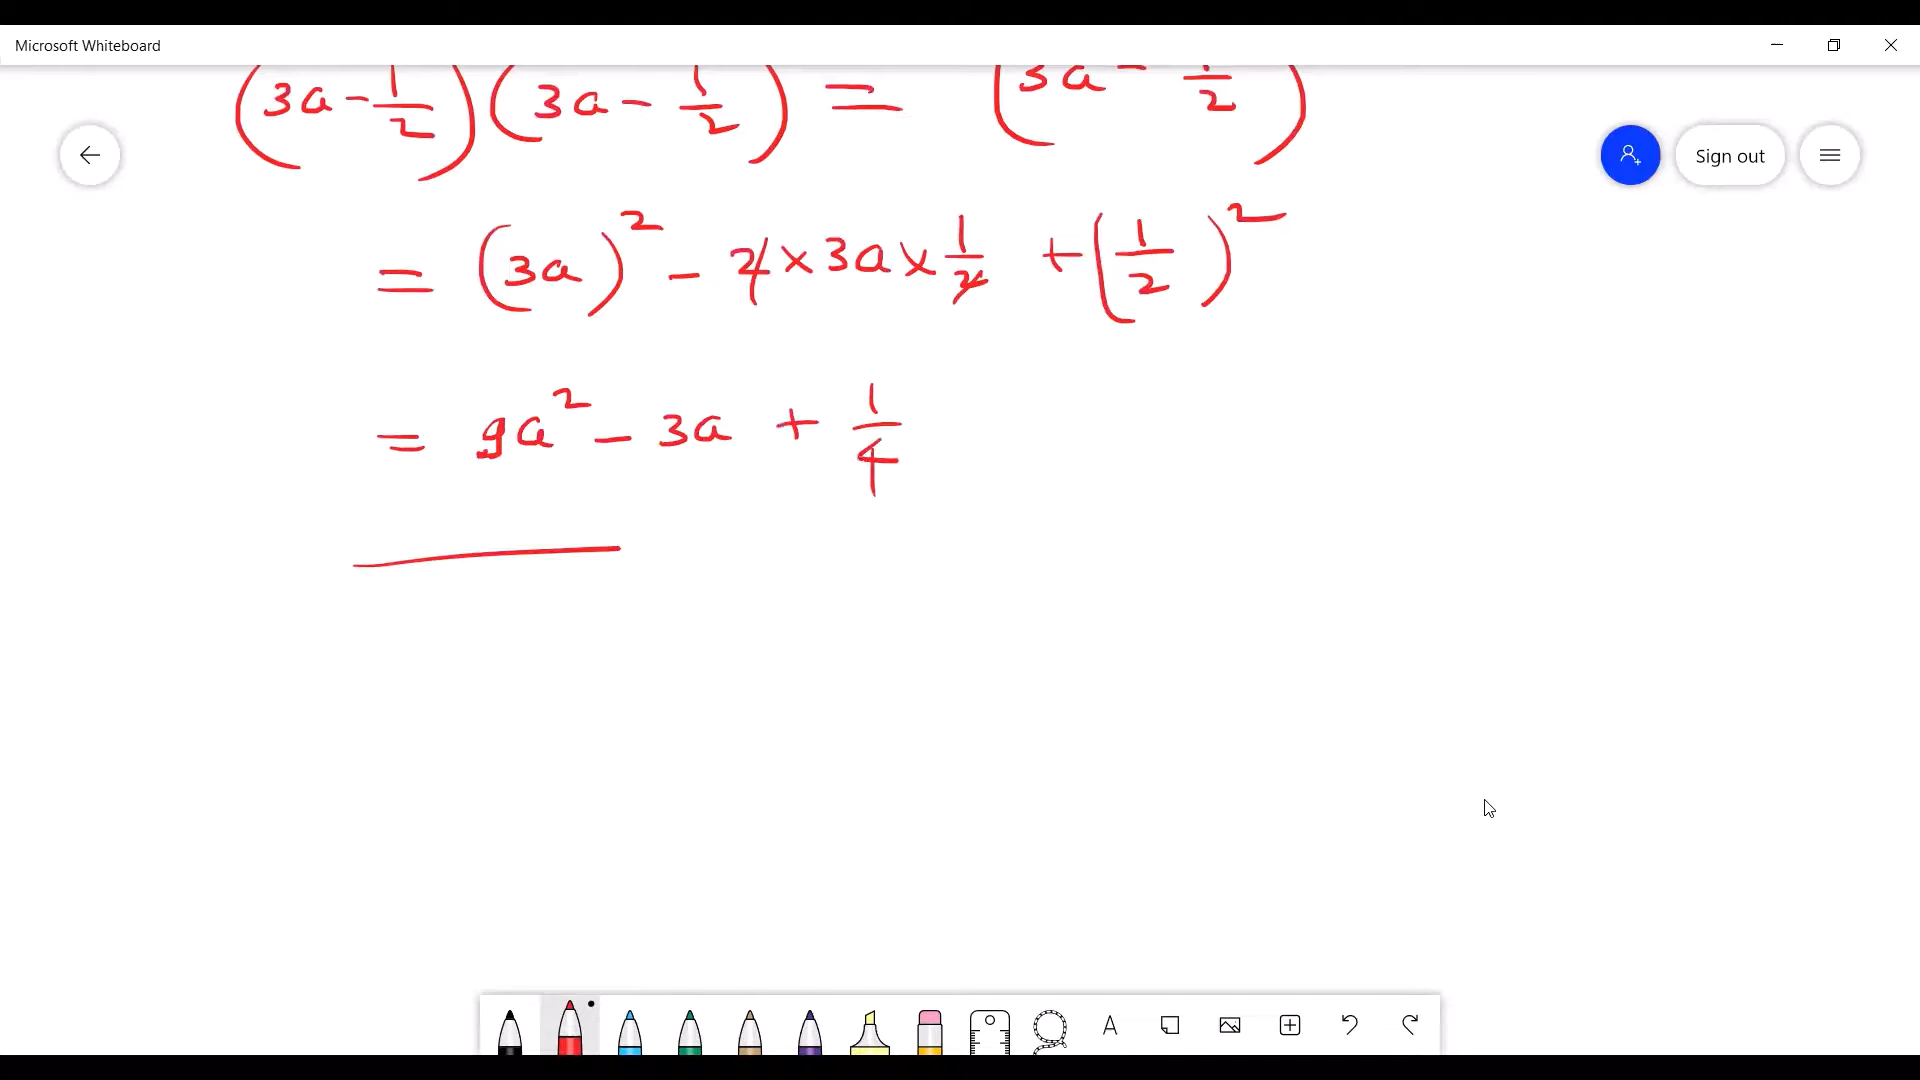 Microsoft Whiteboard
(3a - 1/2)(3a - 1/2) = (3a - 1/2)
Sign out
= (3a)² - 2 × 3a × 1/2 + (1/2)²
= 9a² - 3a + 1/4
A